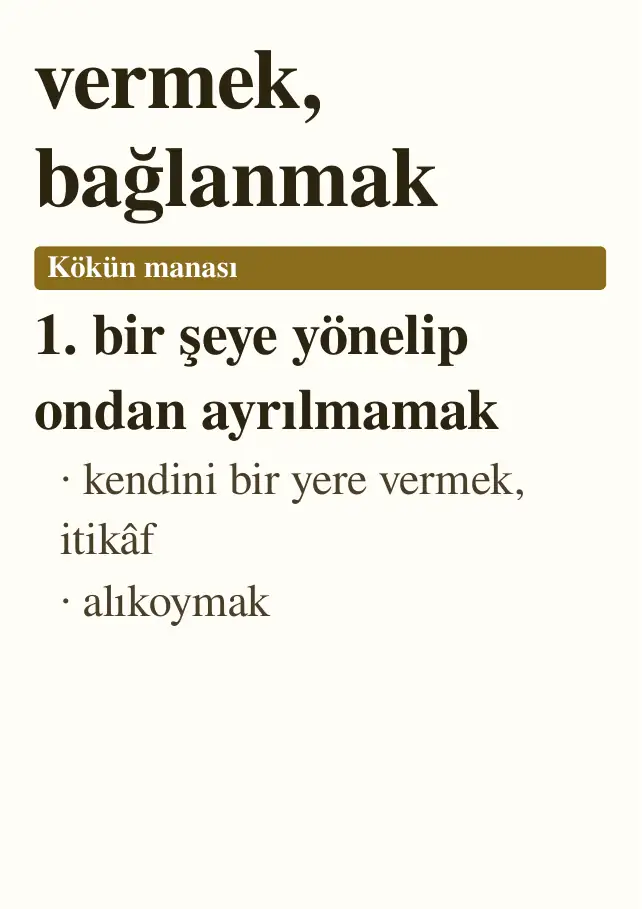 vermek,
bağlanmak
Kökün manası
1. bir şeye yönelip
ondan ayrılmamak
· kendini bir yere vermek,
itikâf
· alıkoymak